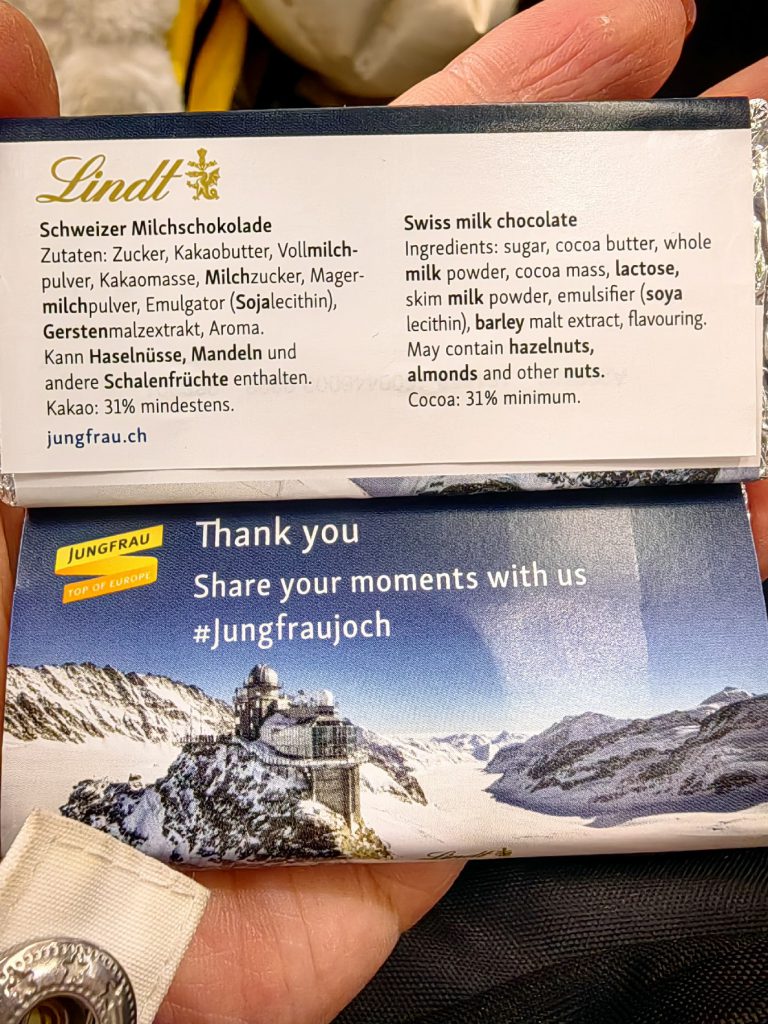 Lindt
Schweizer Milchschokolade
Zutaten: Zucker, Kakaobutter, Vollmilch-
pulver, Kakaomasse, Milchzucker, Mager-
milchpulver, Emulgator (Sojalecithin),
Gerstenmalzextrakt, Aroma.
Kann Haselnüsse, Mandeln und
andere Schalenfrüchte enthalten.
Kakao: 31% mindestens.
jungfrau.ch
Swiss milk chocolate
Ingredients: sugar, cocoa butter, whole
milk powder, cocoa mass, lactose,
skim milk powder, emulsifier (soya
lecithin), barley malt extract, flavouring.
May contain hazelnuts,
almonds and other nuts.
Cocoa: 31% minimum.
JUNGFRAU
TOP OF EUROPE
Thank you
Share your moments with us
#Jungfraujoch
Lindt